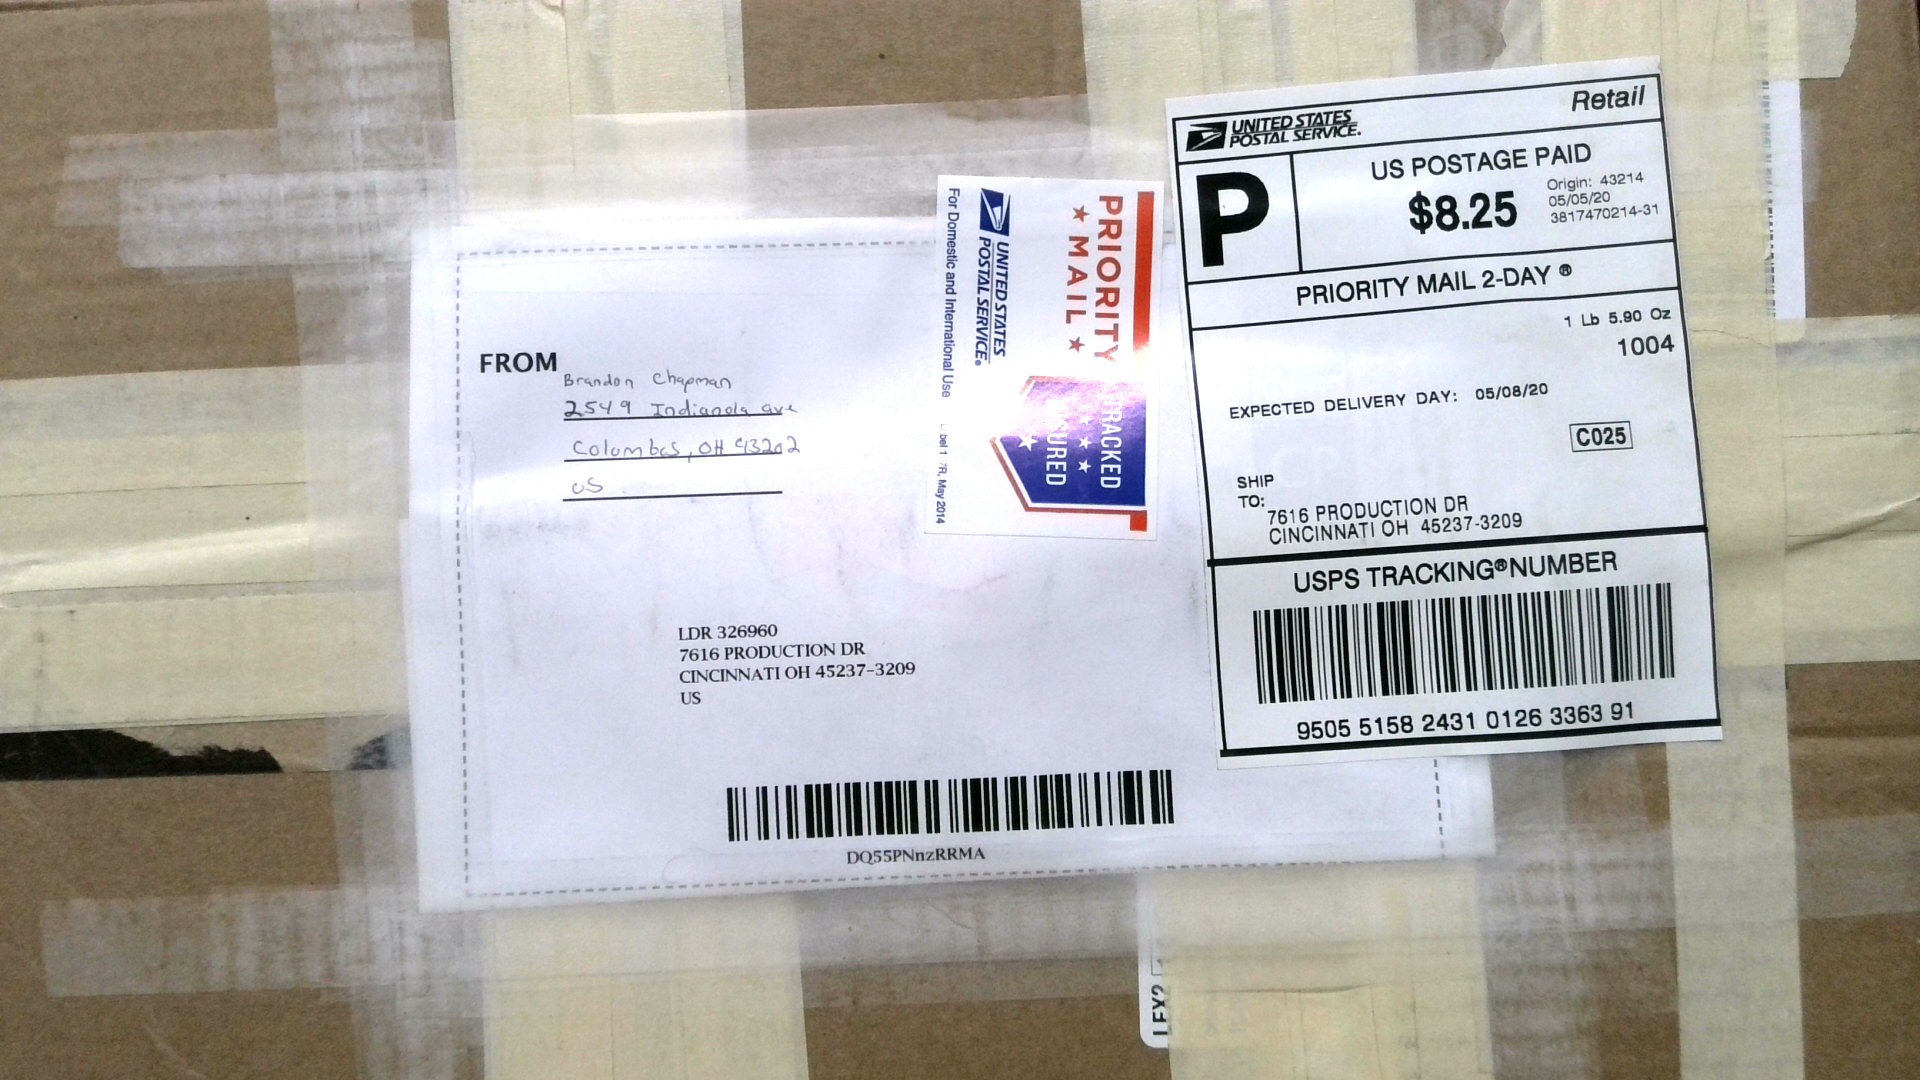 FROM
Brandon Chapman
2549 Indianola ave
Columbus, OH 43202
US
LDR 326960
7616 PRODUCTION DR
CINCINNATI OH 45237-3209
US
DQ55PNnzRRMA
PRIORITY
★ MAIL ★
TRACKED
★ ★ ★
INSURED
★
UNITED STATES
POSTAL SERVICE®
For Domestic and International Use
May 2014
UNITED STATES
POSTAL SERVICE.
Retail
P
US POSTAGE PAID
$8.25
Origin: 43214
05/05/20
3817470214-31
PRIORITY MAIL 2-DAY ®
1 Lb 5.90 Oz
1004
EXPECTED DELIVERY DAY: 05/08/20
C025
SHIP
TO:
7616 PRODUCTION DR
CINCINNATI OH 45237-3209
USPS TRACKING® NUMBER
9505 5158 2431 0126 3363 91